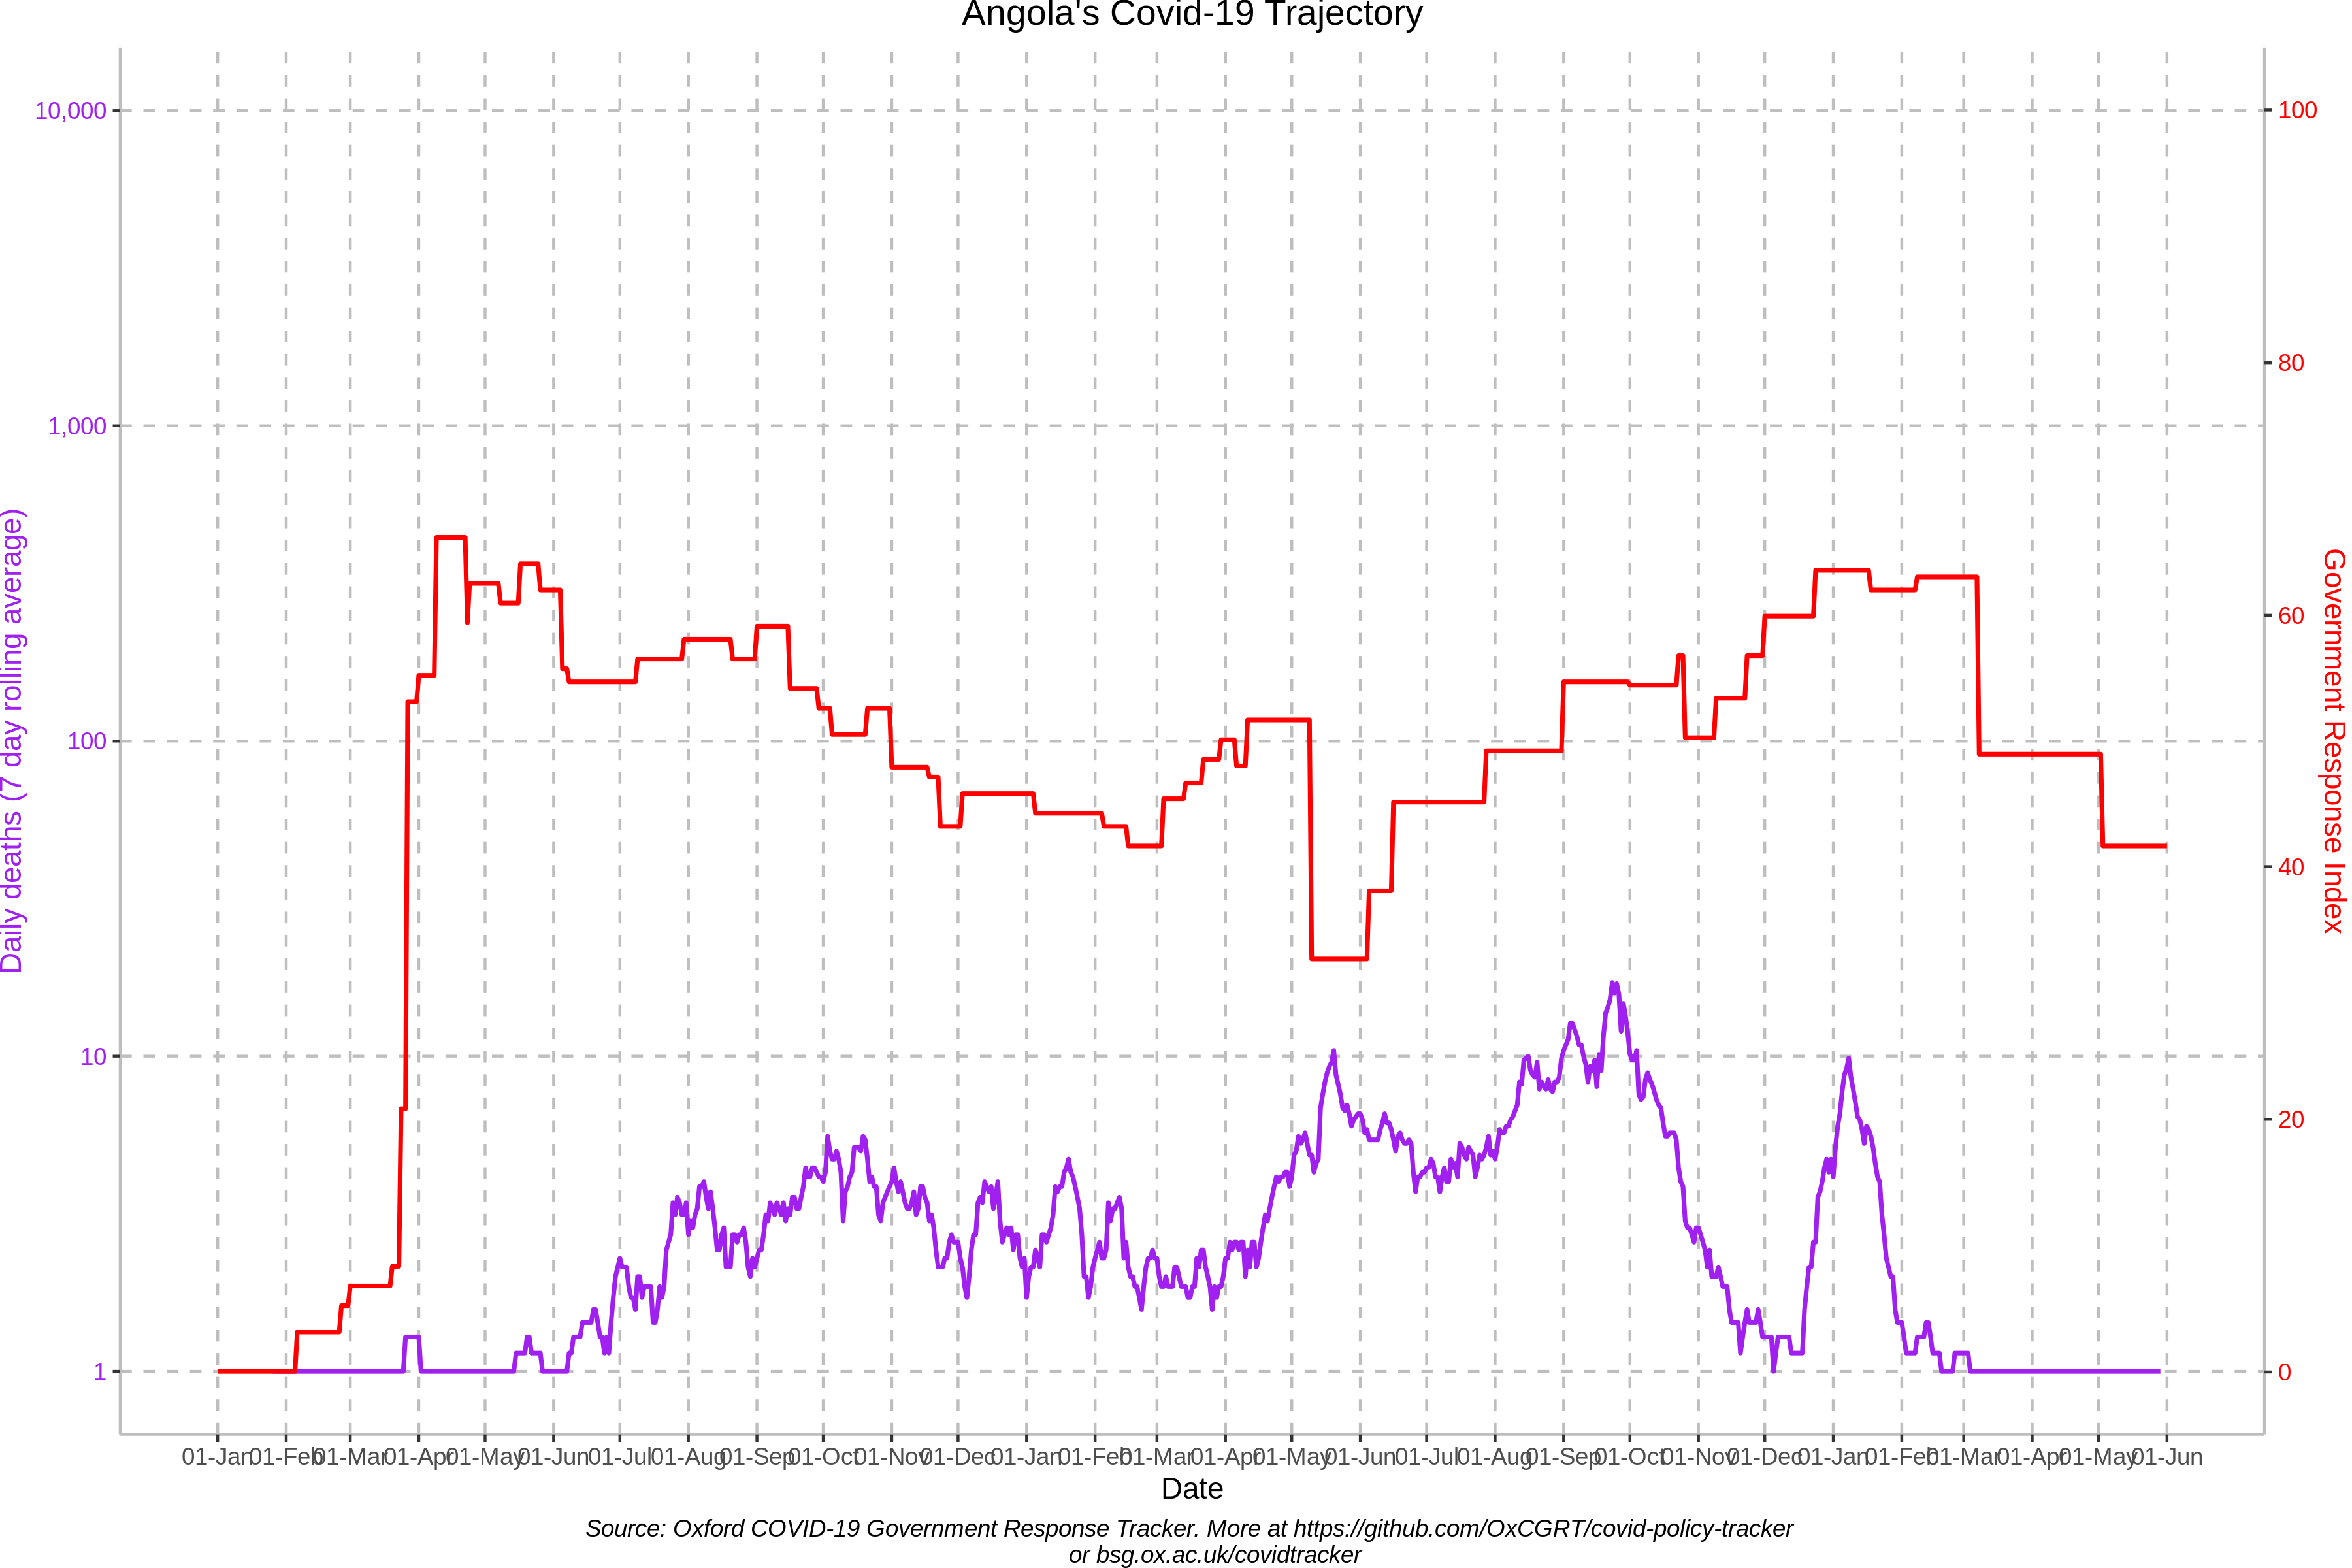 Angola's Covid-19 Trajectory
10,000
1,000
100
10
1
Daily deaths (7 day rolling average)
100
80
60
40
20
0
Government Response Index
01-Jan 01-Feb 01-Mar 01-Apr 01-May 01-Jun 01-Jul 01-Aug 01-Sep 01-Oct 01-Nov 01-Dec 01-Jan 01-Feb 01-Mar 01-Apr 01-May 01-Jun 01-Jul 01-Aug 01-Sep 01-Oct 01-Nov 01-Dec 01-Jan 01-Feb 01-Mar 01-Apr 01-May 01-Jun
Date
Source: Oxford COVID-19 Government Response Tracker. More at https://github.com/OxCGRT/covid-policy-tracker
or bsg.ox.ac.uk/covidtracker